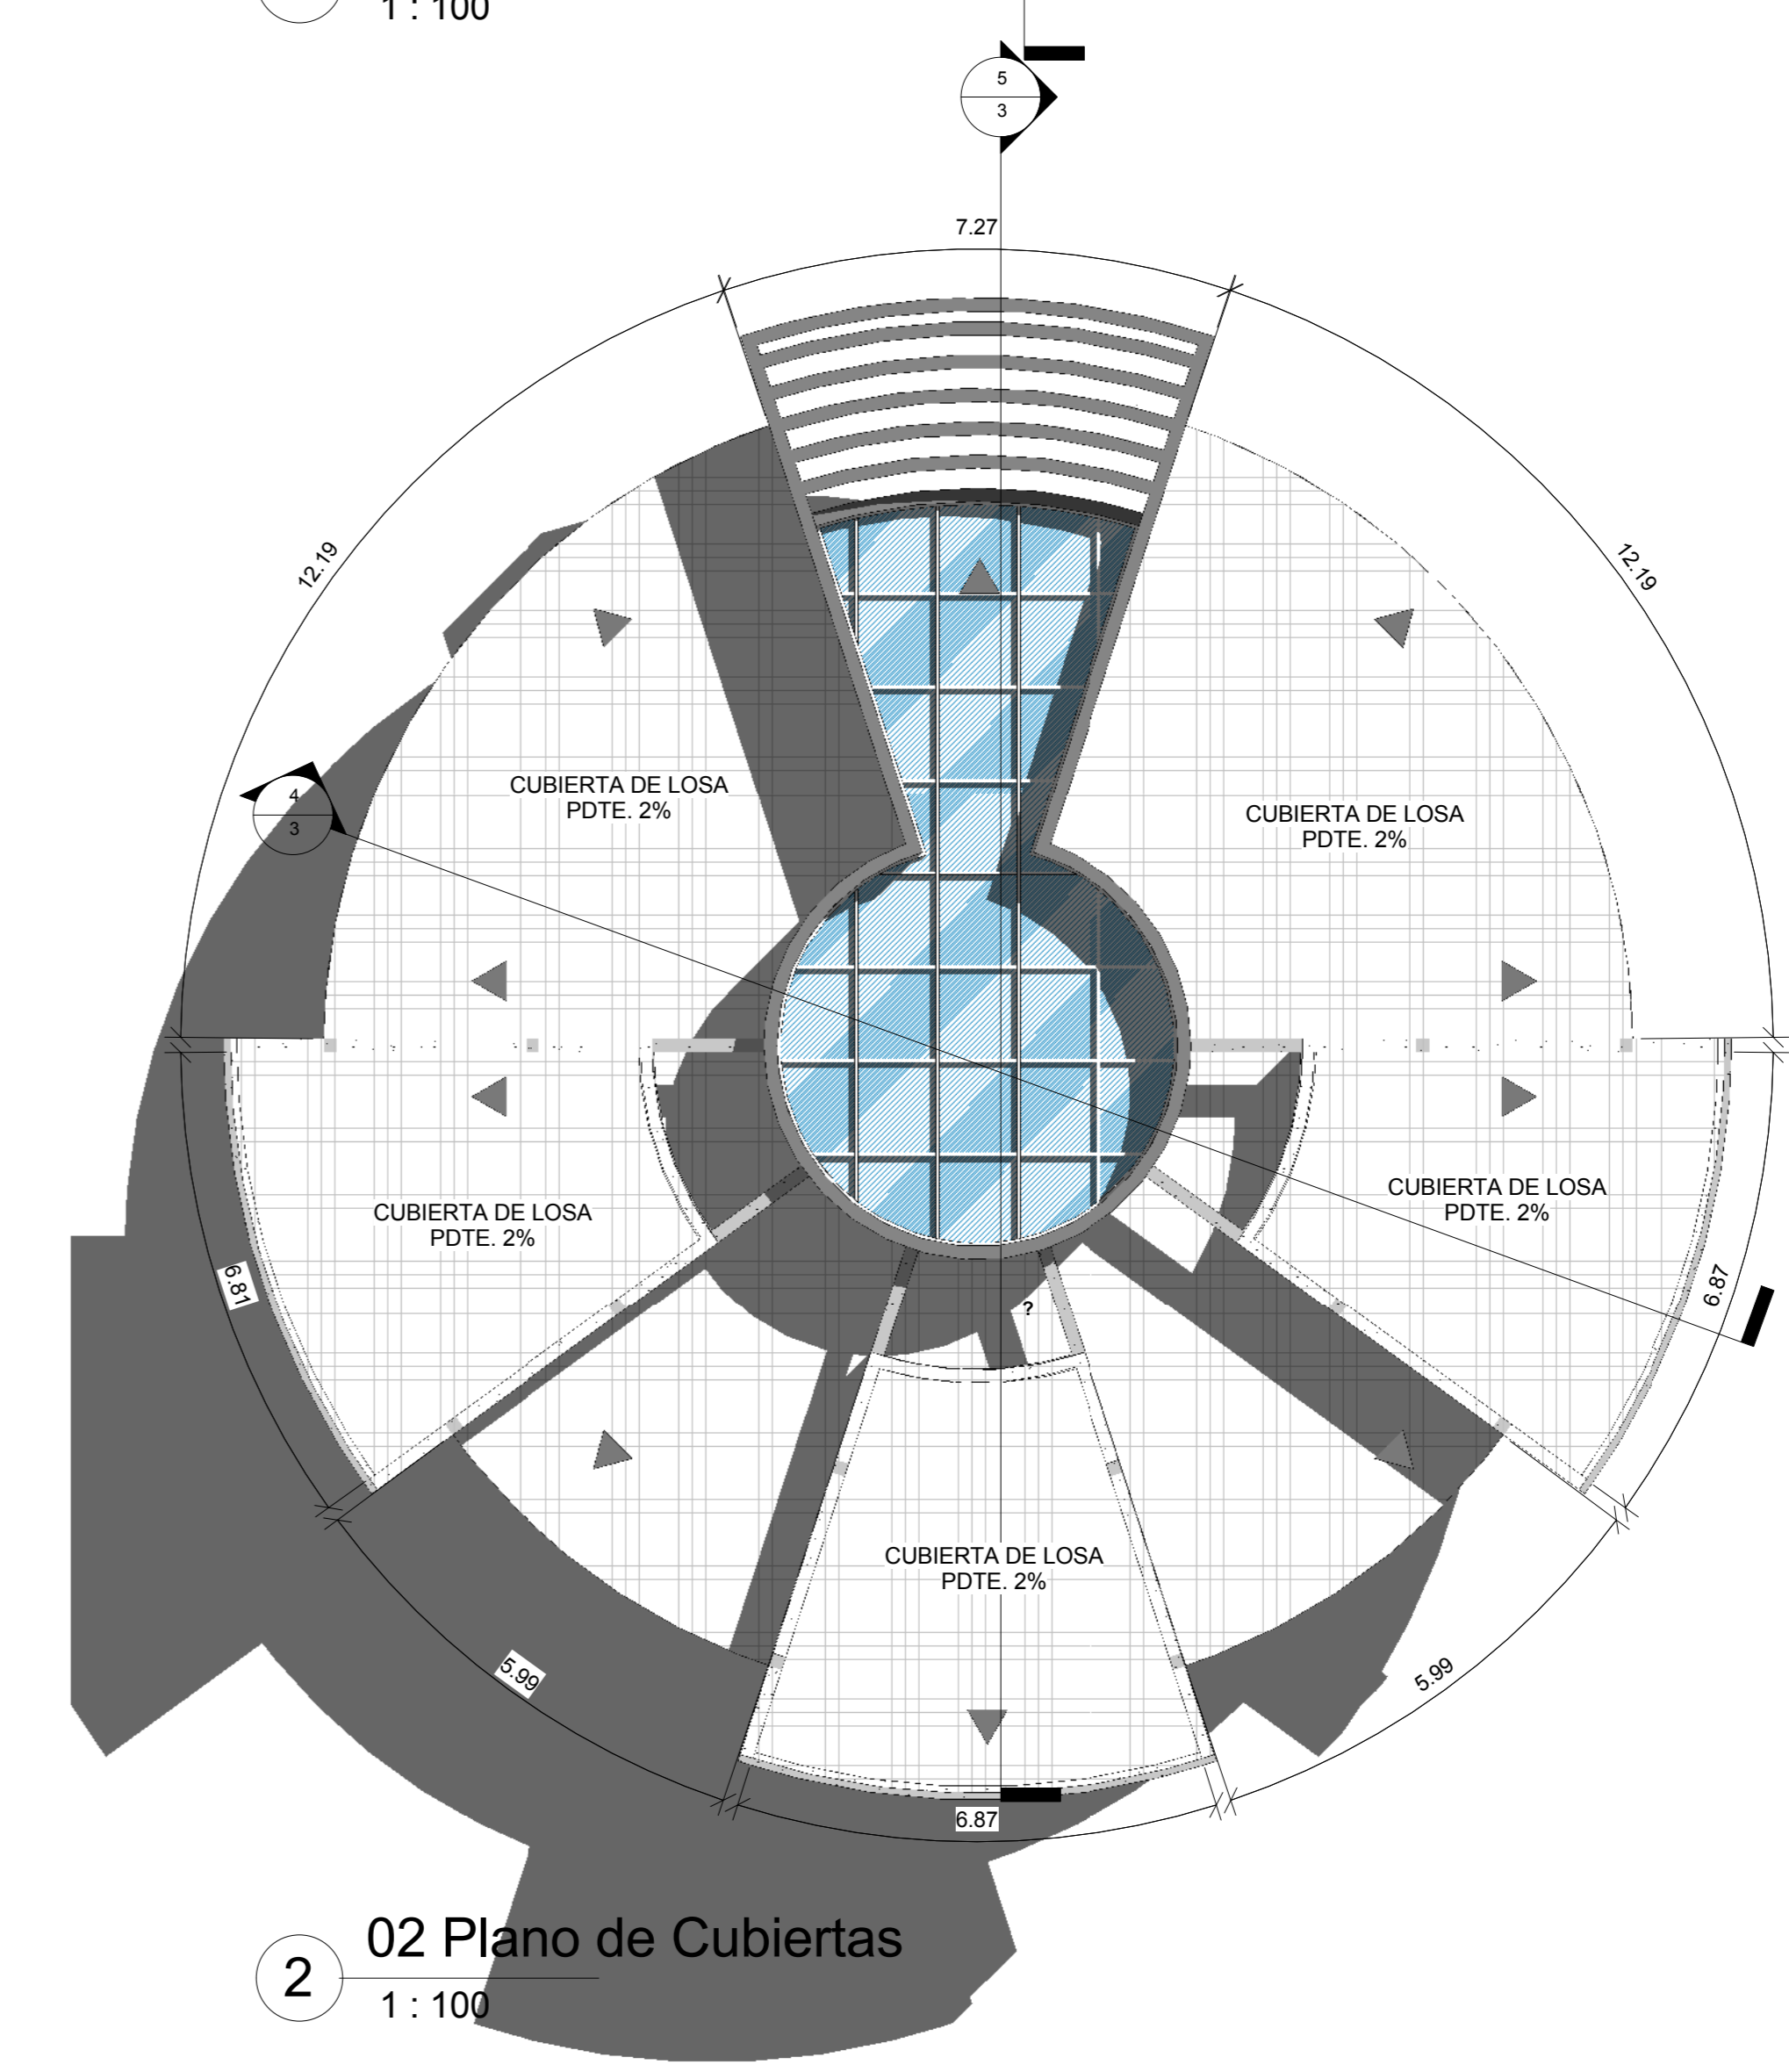 1 : 100
5
3
7.27
12.19
12.19
CUBIERTA DE LOSA
PDTE. 2%
4
3
CUBIERTA DE LOSA
PDTE. 2%
CUBIERTA DE LOSA
PDTE. 2%
CUBIERTA DE LOSA
PDTE. 2%
6.81
6.87
?
CUBIERTA DE LOSA
PDTE. 2%
5.99
5.99
6.87
2
02 Plano de Cubiertas
1 : 100